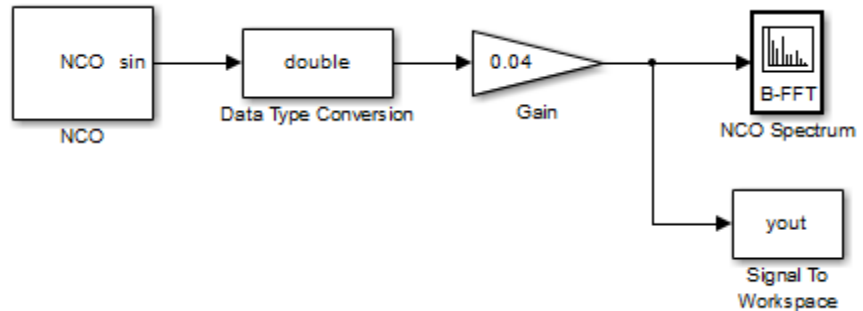 NCO sin
NCO
double
Data Type Conversion
0.04
Gain
B-FFT
NCO Spectrum
yout
Signal To
Workspace